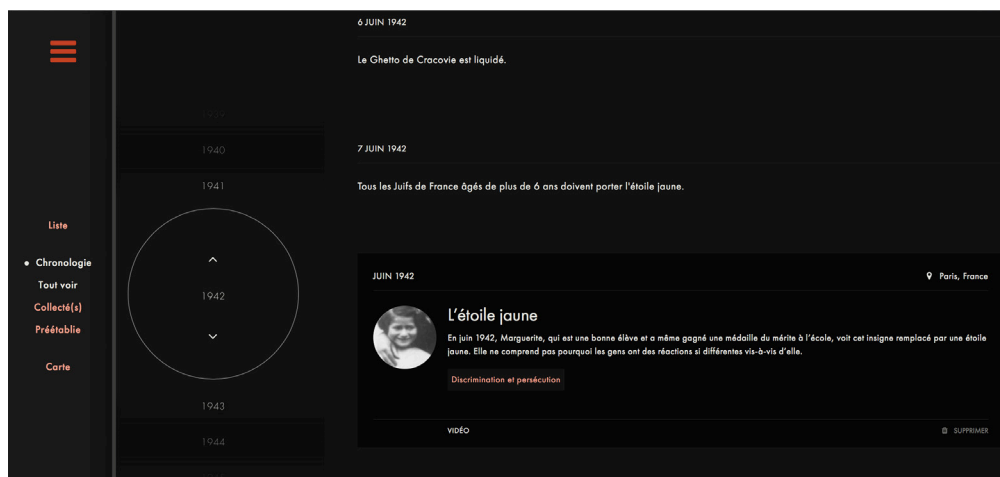 Liste
Chronologie
Tout voir
Collecté(s)
Préétablie
Carte
1940
1941
1942
1943
1944
6 JUIN 1942
Le Ghetto de Cracovie est liquidé.
7 JUIN 1942
Tous les Juifs de France âgés de plus de 6 ans doivent porter l'étoile jaune.
JUIN 1942
Paris, France
L'étoile jaune
En juin 1942, Marguerite, qui est une bonne élève et a même gagné une médaille du mérite à l'école, voit cet insigne remplacé par une étoile
jaune. Elle ne comprend pas pourquoi les gens ont des réactions si différentes vis-à-vis d'elle.
Discrimination et persécution
VIDÉO
SUPPRIMER